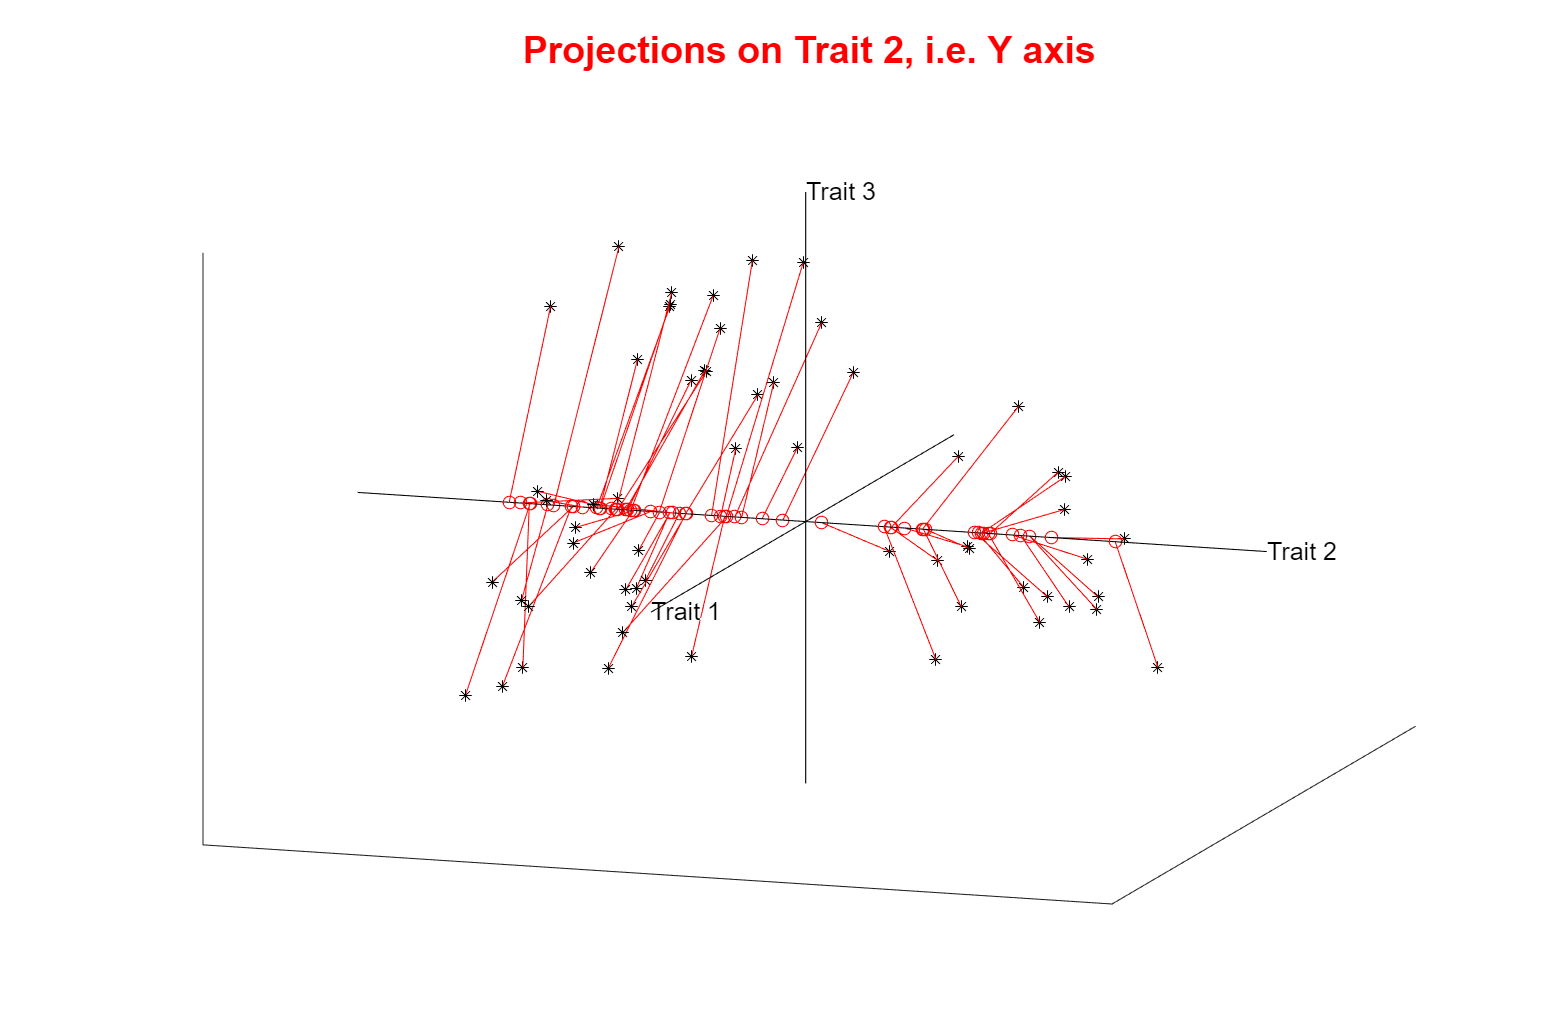 Projections on Trait 2, i.e. Y axis
Trait 3
Trait 2
Trait 1